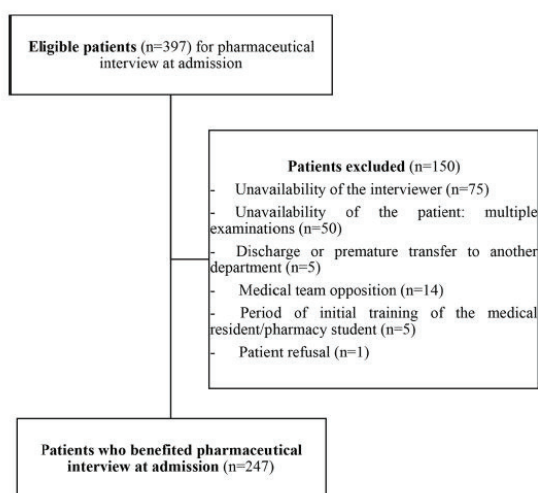 Eligible patients (n=397) for pharmaceutical
interview at admission
Patients excluded (n=150)
- Unavailability of the interviewer (n=75)
- Unavailability of the patient: multiple
examinations (n=50)
- Discharge or premature transfer to another
department (n=5)
- Medical team opposition (n=14)
- Period of initial training of the medical
resident/pharmacy student (n=5)
- Patient refusal (n=1)
Patients who benefited pharmaceutical
interview at admission (n=247)